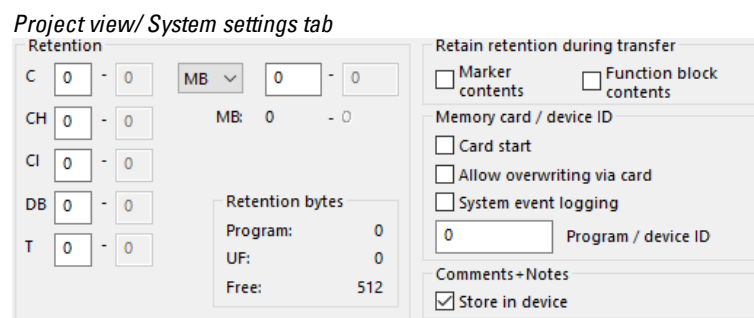 Project view/ System settings tab
Retention
C 0 - 0 MB 0 - 0
CH 0 - 0 MB: 0 - 0
CI 0 - 0
DB 0 - 0
T 0 - 0
Retention bytes
Program: 0
UF: 0
Free: 512
Retain retention during transfer
Marker contents
Function block contents
Memory card / device ID
Card start
Allow overwriting via card
System event logging
0 Program / device ID
Comments+Notes
Store in device